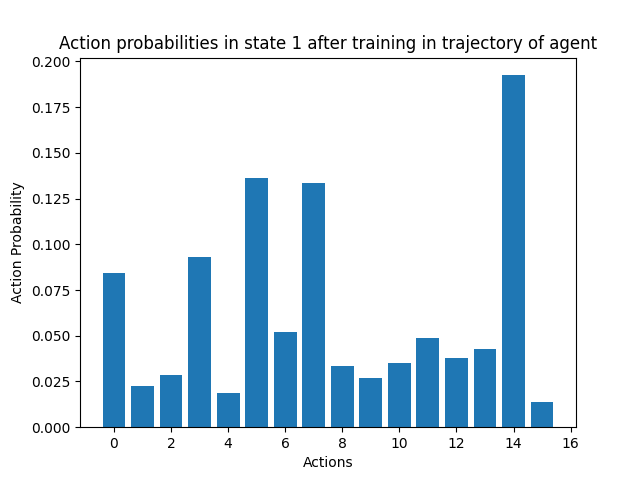 Action probabilities in state 1 after training in trajectory of agent
0.200
0.175
0.150
0.125
0.100
0.075
0.050
0.025
0.000
Action Probability
0 2 4 6 8 10 12 14 16
Actions